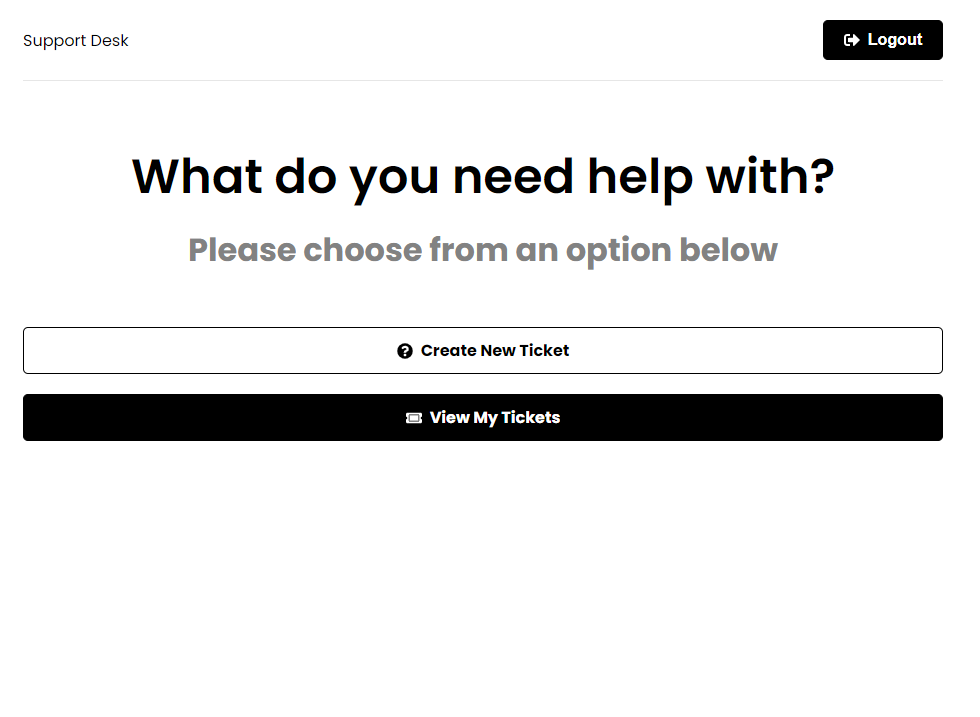 Support Desk
Logout
What do you need help with?
Please choose from an option below
Create New Ticket
View My Tickets